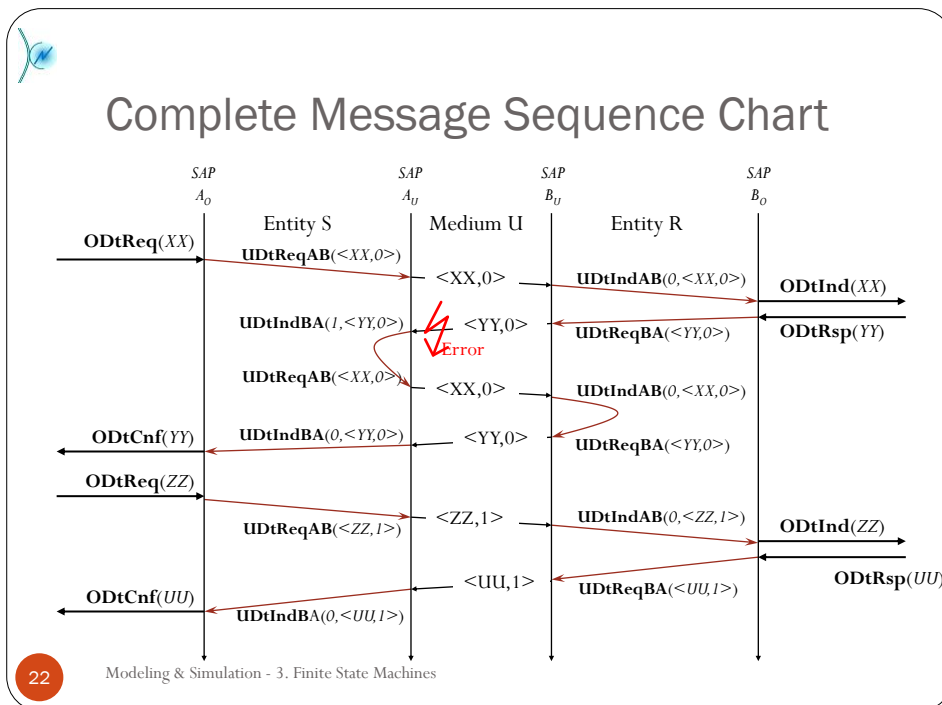 Complete Message Sequence Chart
SAP SAP SAP SAP
A_O A_U B_U B_O
Entity S Medium U Entity R
ODtReq(XX)
UDtReqAB(<XX,0>)
<XX,0>
UDtIndAB(0,<XX,0>)
ODtInd(XX)
UDtIndBA(1,<YY,0>)
<YY,0>
UDtReqBA(<YY,0>)
ODtRsp(YY)
Error
UDtReqAB(<XX,0>)
<XX,0>
UDtIndAB(0,<XX,0>)
ODtCnf(YY)
UDtIndBA(0,<YY,0>)
<YY,0>
UDtReqBA(<YY,0>)
ODtReq(ZZ)
UDtReqAB(<ZZ,1>)
<ZZ,1>
UDtIndAB(0,<ZZ,1>)
ODtInd(ZZ)
ODtCnf(UU)
UDtIndBA(0,<UU,1>)
<UU,1>
UDtReqBA(<UU,1>)
ODtRsp(UU)
22 Modeling & Simulation - 3. Finite State Machines